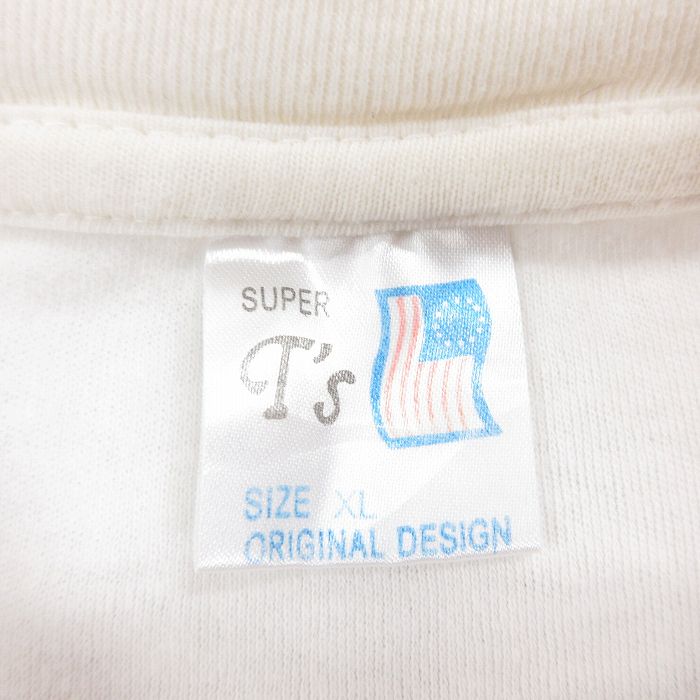 SUPER
T's
SIZE XL
ORIGINAL DESIGN